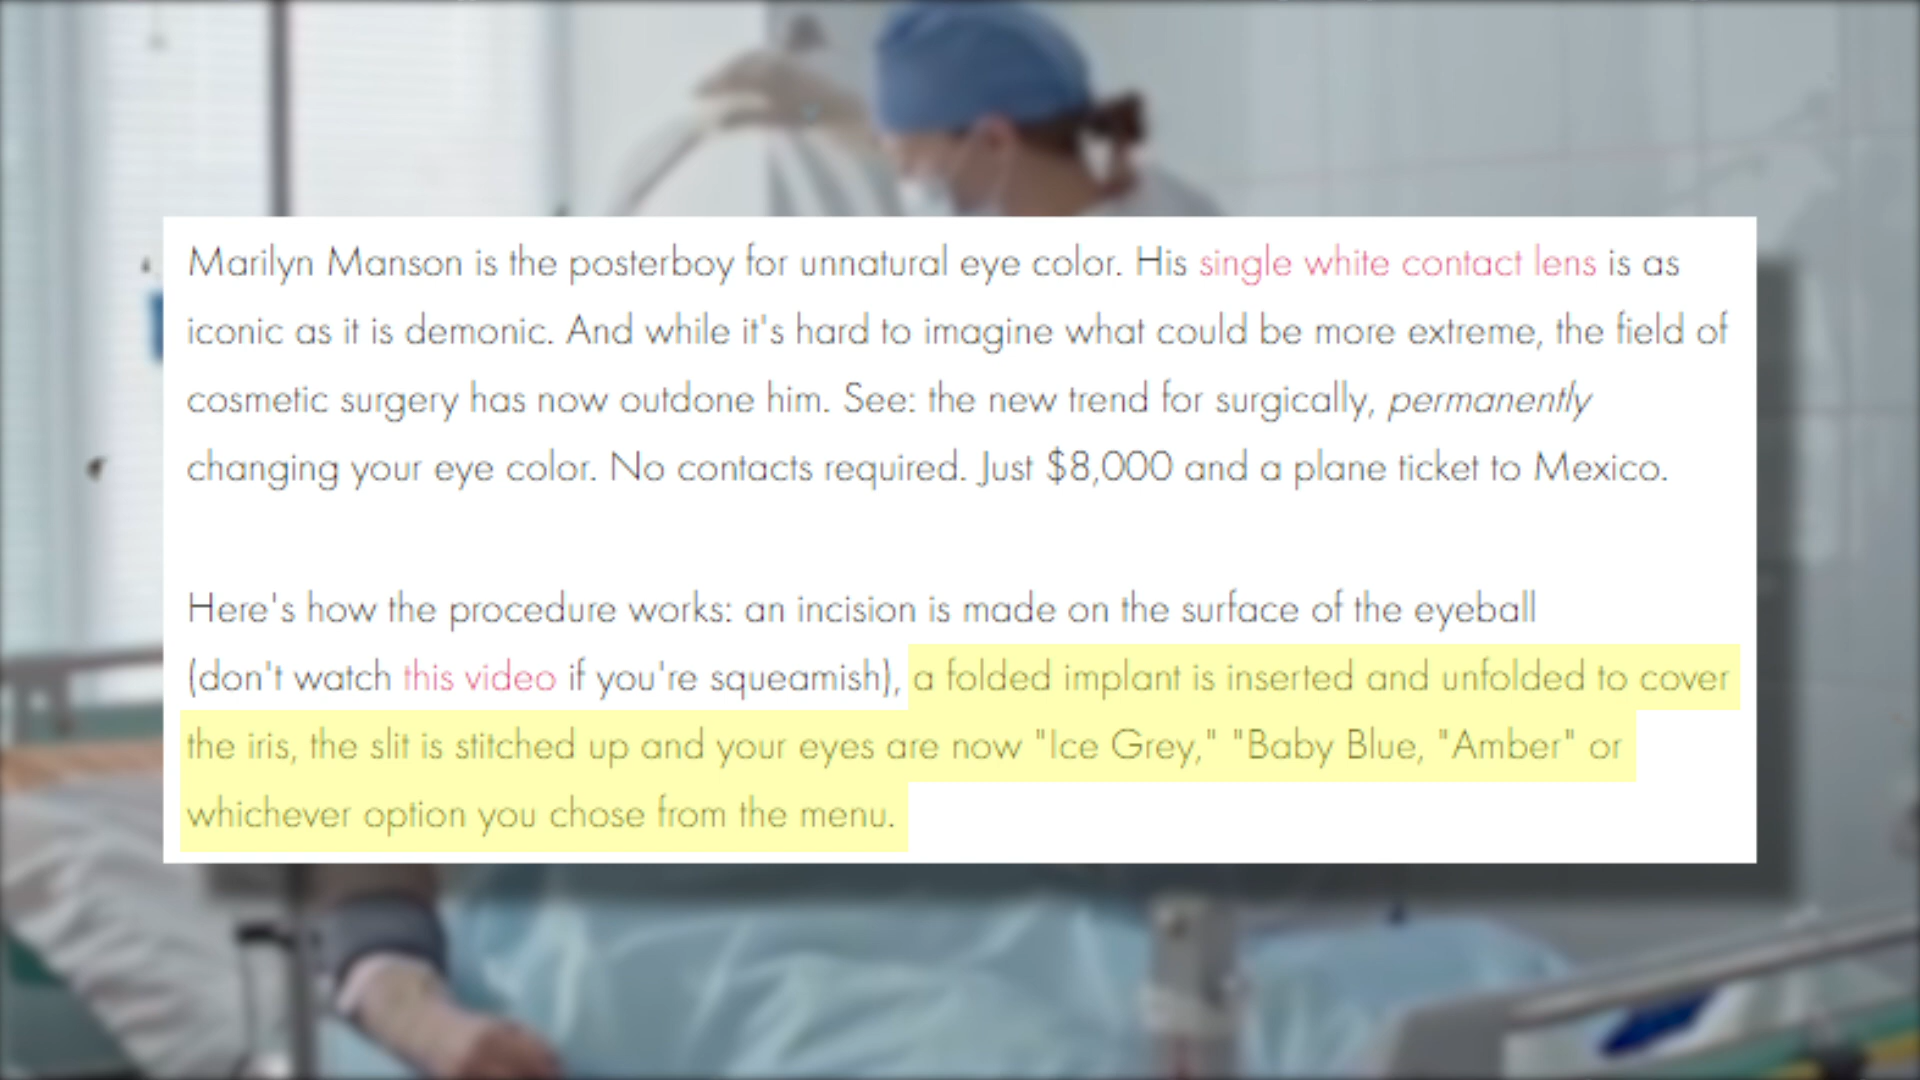 Marilyn Manson is the posterboy for unnatural eye color. His single white contact lens is as
iconic as it is demonic. And while it's hard to imagine what could be more extreme, the field of
cosmetic surgery has now outdone him. See: the new trend for surgically, permanently
changing your eye color. No contacts required. Just $8,000 and a plane ticket to Mexico.
Here's how the procedure works: an incision is made on the surface of the eyeball
(don't watch this video if you're squeamish), a folded implant is inserted and unfolded to cover
the iris, the slit is stitched up and your eyes are now "Ice Grey," "Baby Blue, "Amber" or
whichever option you chose from the menu.